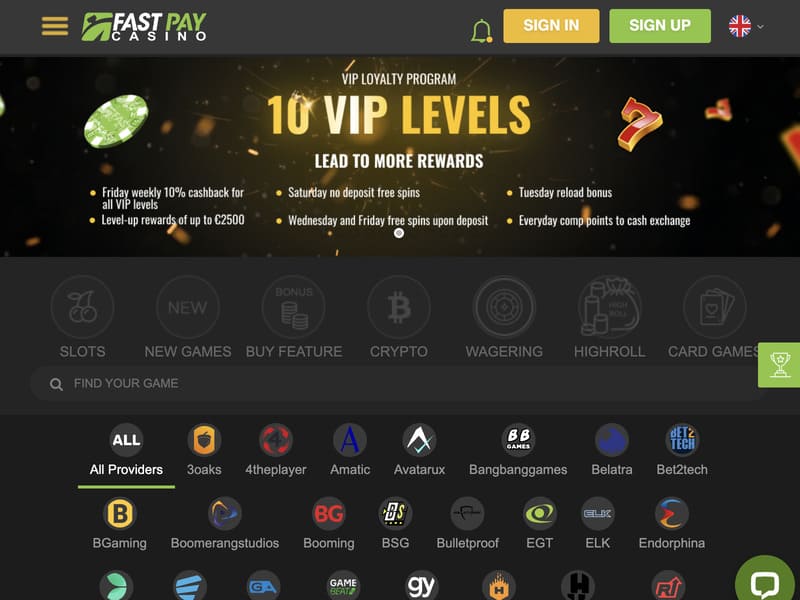 FAST PAY
CASINO
SIGN IN
SIGN UP
VIP LOYALTY PROGRAM
10 VIP LEVELS
LEAD TO MORE REWARDS
Friday weekly 10% cashback for
all VIP levels
Level-up rewards of up to €2500
Saturday no deposit free spins
Wednesday and Friday free spins upon deposit
Tuesday reload bonus
Everyday comp points to cash exchange
NEW
BONUS
HIGH
ROLL
SLOTS
NEW GAMES
BUY FEATURE
CRYPTO
WAGERING
HIGHROLL
CARD GAMES
FIND YOUR GAME
ALL
4
A
BB
GAMES
BET2
TECH
All Providers
3oaks
4theplayer
Amatic
Avatarux
Bangbanggames
Belatra
Bet2tech
B
BG
BS
ELK
BGaming
Boomerangstudios
Booming
BSG
Bulletproof
EGT
ELK
Endorphina
GA
GAME
BEAT
gy